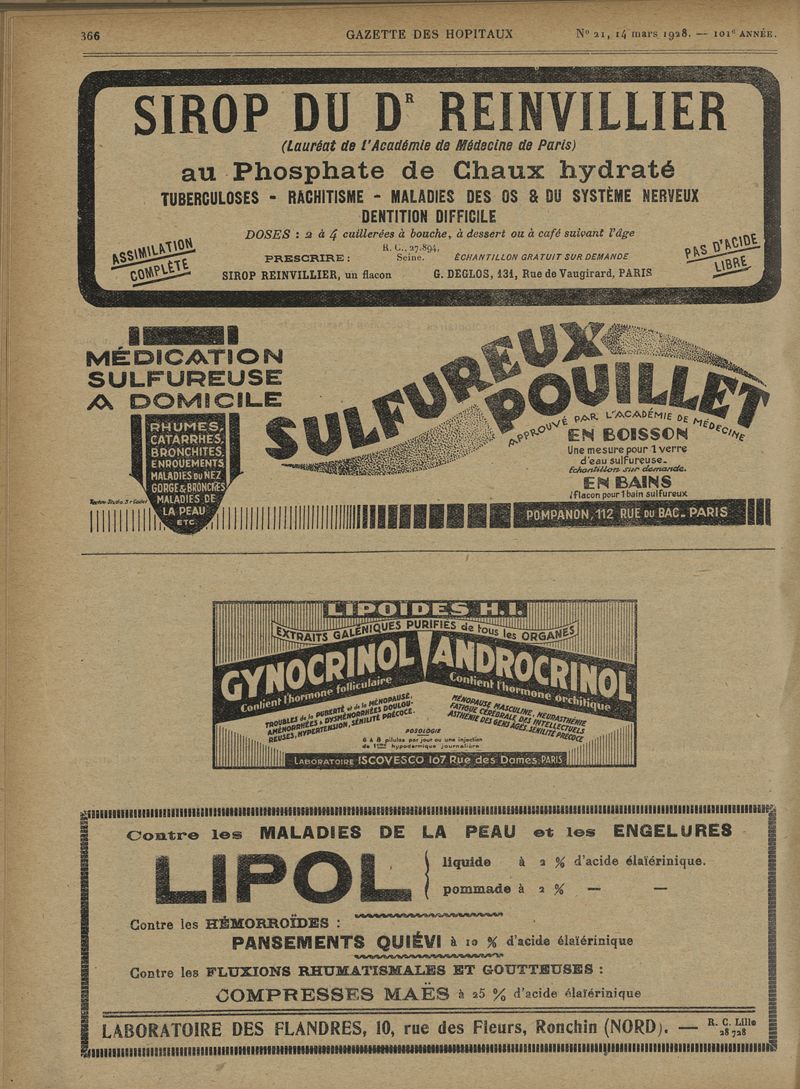 366
GAZETTE DES HOPITAUX
N° 21, 14 mars 1928. — 101e ANNÉE.
SIROP DU DR REINVILLIER
(Lauréat de l'Académie de Médecine de Paris)
au Phosphate de Chaux hydraté
TUBERCULOSES - RACHITISME - MALADIES DES OS & DU SYSTÈME NERVEUX
DENTITION DIFFICILE
DOSES : 2 à 4 cuillerées à bouche, à dessert ou à café suivant l'âge
ASSIMILATION
COMPLÈTE
R. C., 27.894,
Seine.
PRESCRIRE :
ÉCHANTILLON GRATUIT SUR DEMANDE
SIROP REINVILLIER, un flacon
G. DEGLOS, 131, Rue de Vaugirard, PARIS
PAS D'ACIDE
LIBRE
MÉDICATION
SULFUREUSE
A DOMICILE
RHUMES,
CATARRHES,
BRONCHITES,
ENROUEMENTS
MALADIES DU NEZ
GORGE & BRONCHES
MALADIES DE
LA PEAU
ETC
SULFUREUX
POUILLET
APPROUVÉ PAR L'ACADÉMIE DE MÉDECINE
EN BOISSON
Une mesure pour 1 verre
d'eau sulfureuse.
Echantillon sur demande.
EN BAINS
1 flacon pour 1 bain sulfureux
POMPANON, 112 RUE DU BAC. PARIS
LIPOÏDES H.I.
EXTRAITS GALÉNIQUES PURIFIÉS de tous les ORGANES
GYNOCRINOL
Contient l'hormone folliculaire
TROUBLES de la PUBERTÉ et de la MÉNOPAUSE,
AMÉNORRHÉES & DYSMÉNORRHÉES DOULOU-
REUSES, HYPERTENSION, SÉNILITÉ PRÉCOCE.
ANDROCRINOL
Contient l'hormone orchitique
MÉNOPAUSE MASCULINE, NEURASTHÉNIE
FATIGUE CÉRÉBRALE DES INTELLECTUELS
ASTHÉNIE DES GENS AGÉS, SÉNILITÉ PRÉCOCE
POSOLOGIE
6 à 8 pilules par jour ou une injection
hypodermique journalière
LABORATOIRE ISCOVESCO 107 Rue des Dames, PARIS
Contre les MALADIES DE LA PEAU et les ENGELURES
LIPOL
liquide à 2 % d'acide élaïérinique.
pommade à 2 % — —
Contre les HÉMORROÏDES :
PANSEMENTS QUIÉVI à 10 % d'acide élaïérinique
Contre les FLUXIONS RHUMATISMALES ET GOUTTEUSES :
COMPRESSES MAËS à 25 % d'acide élaïérinique
LABORATOIRE DES FLANDRES, 10, rue des Fleurs, Ronchin (NORD). — R. C. Lille
28 728